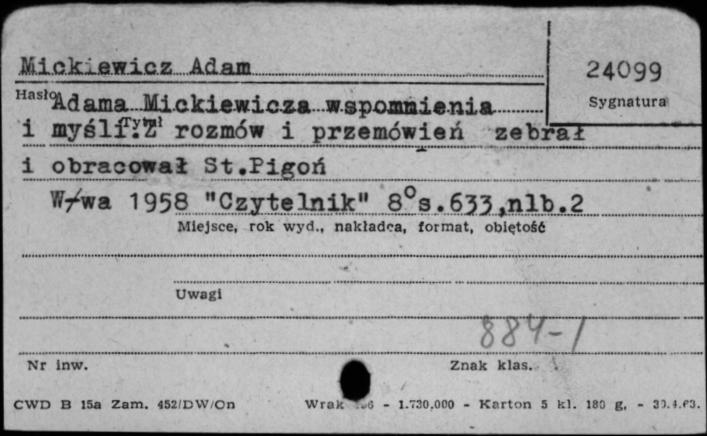 Mickiewicz Adam
24099
Hasło
Sygnatura
Adama Mickiewicza wspomnienia
i myśli. Z rozmów i przemówień zebrał
Tytuł
i obracował St.Pigoń
W-wa 1958 "Czytelnik" 8° s.633,nlb.2
Miejsce, rok wyd., nakładca, format, objętość
Uwagi
884-1
Nr inw.
Znak klas.
CWD B 15a Zam. 452/DW/On Wrak - 1.730.000 - Karton 5 kl. 180 g, - 30.4.63.